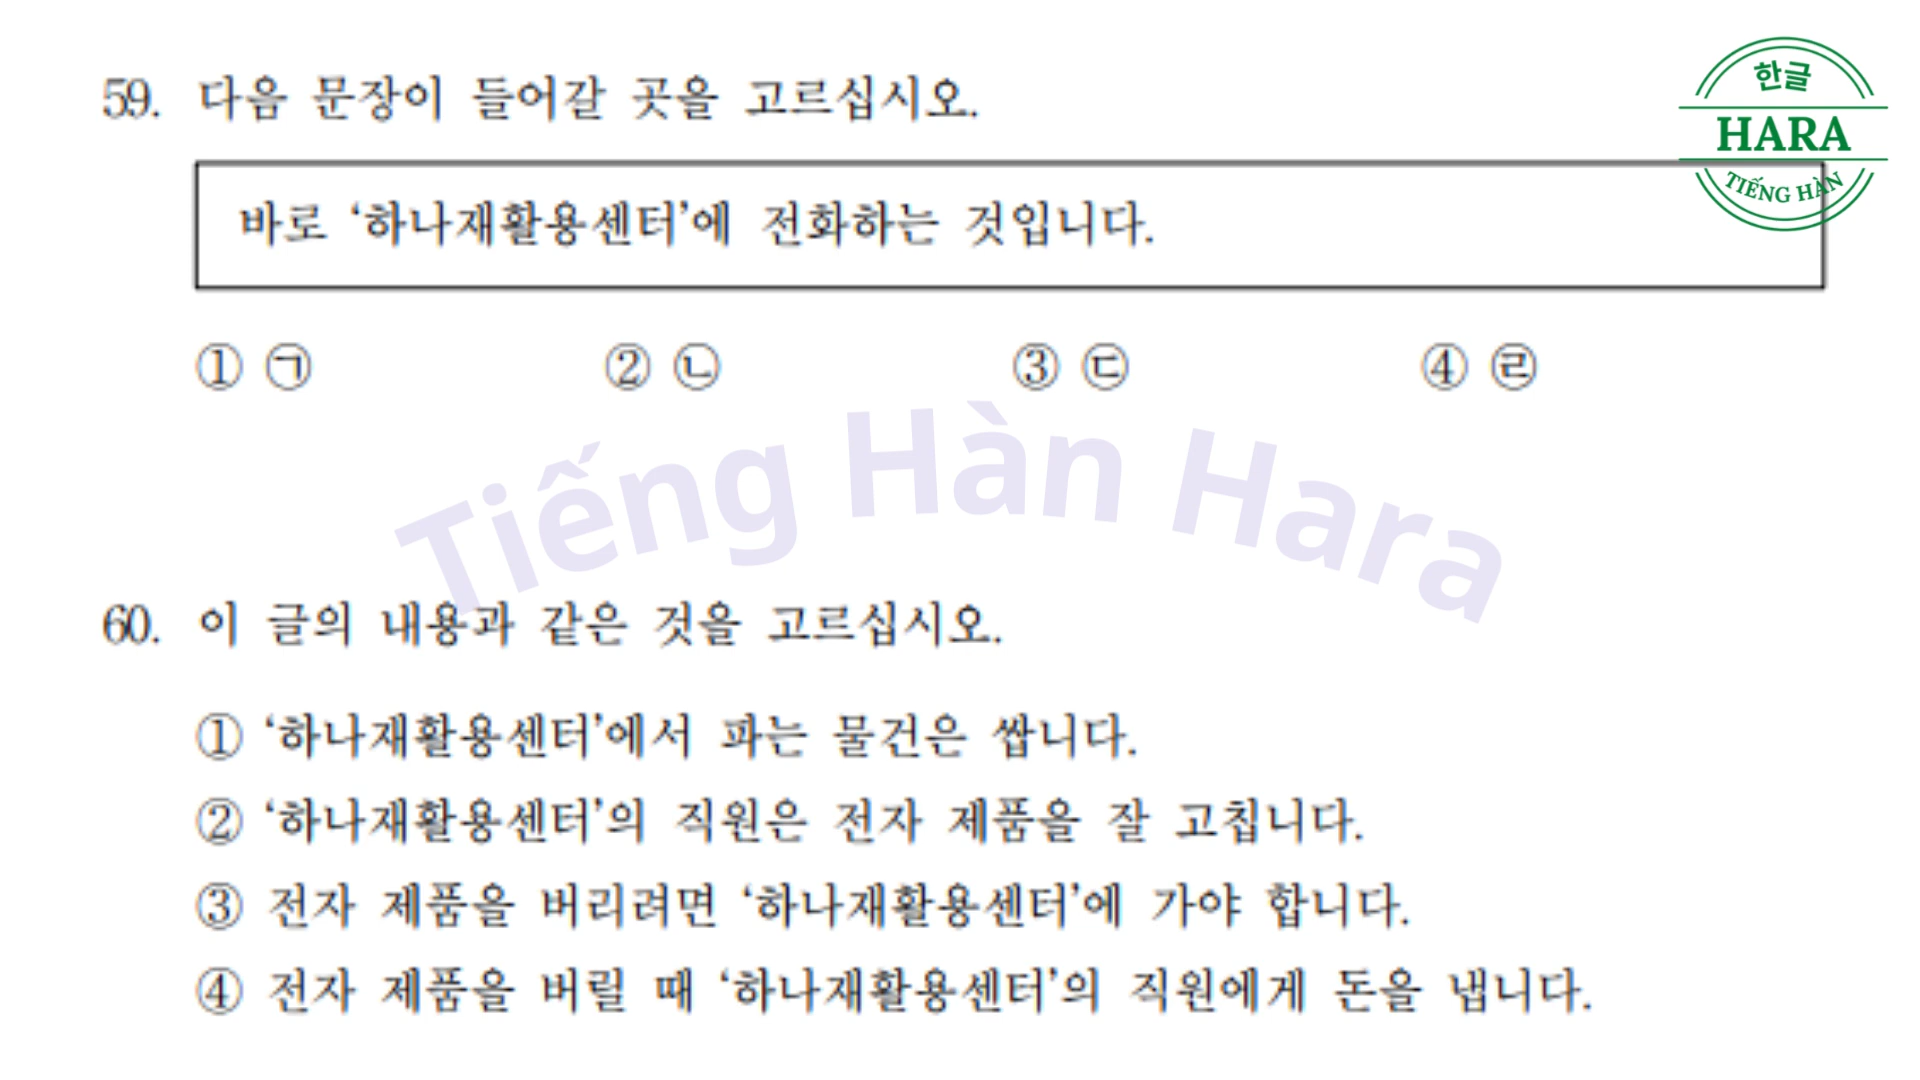 한글
HARA
TIẾNG HÀN
59. 다음 문장이 들어갈 곳을 고르십시오.
바로 ‘하나재활용센터’에 전화하는 것입니다.
① ㉠ ② ㉡ ③ ㉢ ④ ㉣
Tiếng Hàn Hara
60. 이 글의 내용과 같은 것을 고르십시오.
① ‘하나재활용센터’에서 파는 물건은 쌉니다.
② ‘하나재활용센터’의 직원은 전자 제품을 잘 고칩니다.
③ 전자 제품을 버리려면 ‘하나재활용센터’에 가야 합니다.
④ 전자 제품을 버릴 때 ‘하나재활용센터’의 직원에게 돈을 냅니다.